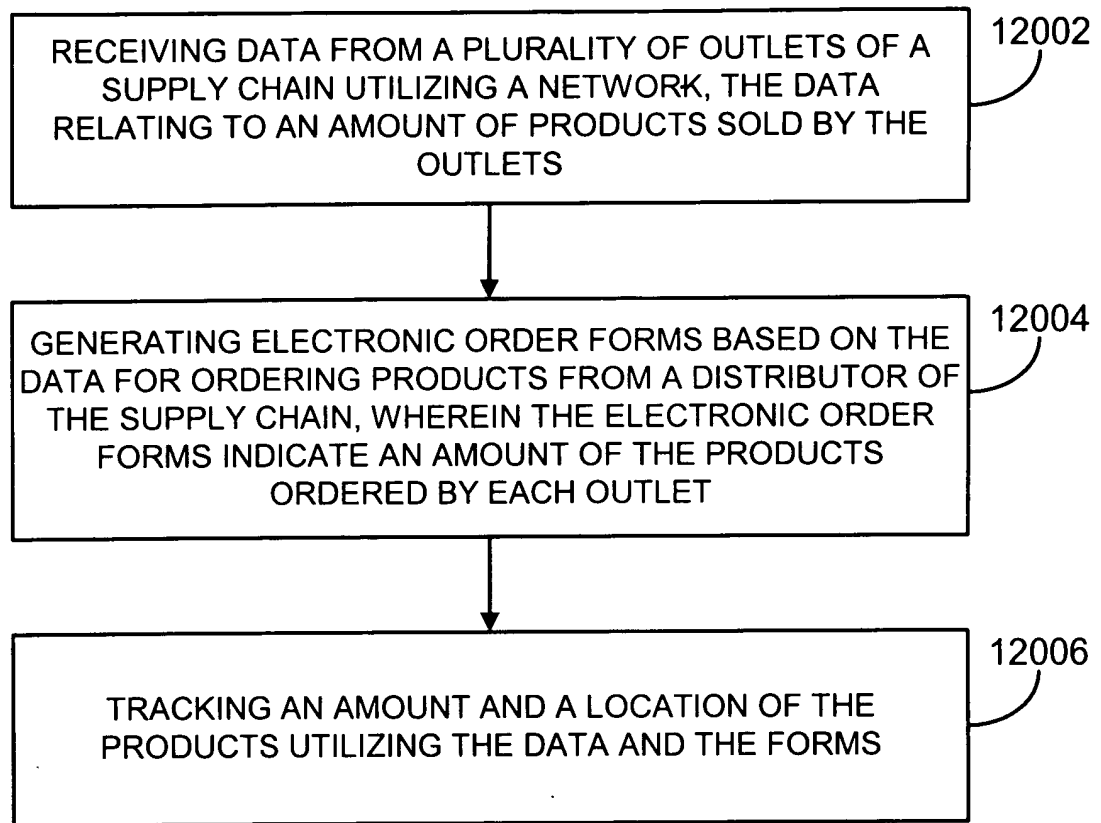 12002
RECEIVING DATA FROM A PLURALITY OF OUTLETS OF A
SUPPLY CHAIN UTILIZING A NETWORK, THE DATA
RELATING TO AN AMOUNT OF PRODUCTS SOLD BY THE
OUTLETS
12004
GENERATING ELECTRONIC ORDER FORMS BASED ON THE
DATA FOR ORDERING PRODUCTS FROM A DISTRIBUTOR OF
THE SUPPLY CHAIN, WHEREIN THE ELECTRONIC ORDER
FORMS INDICATE AN AMOUNT OF THE PRODUCTS
ORDERED BY EACH OUTLET
12006
TRACKING AN AMOUNT AND A LOCATION OF THE
PRODUCTS UTILIZING THE DATA AND THE FORMS